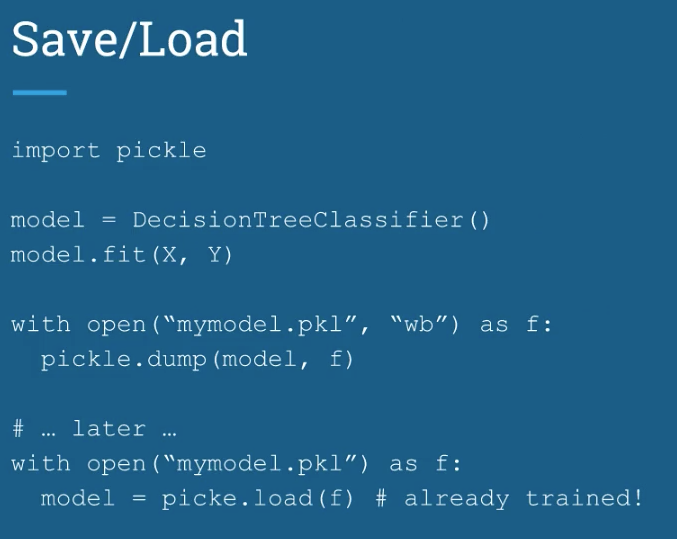 Save/Load
import pickle
model = DecisionTreeClassifier()
model.fit(X, Y)
with open(“mymodel.pkl”, “wb”) as f:
pickle.dump(model, f)
# … later …
with open(“mymodel.pkl”) as f:
model = picke.load(f) # already trained!